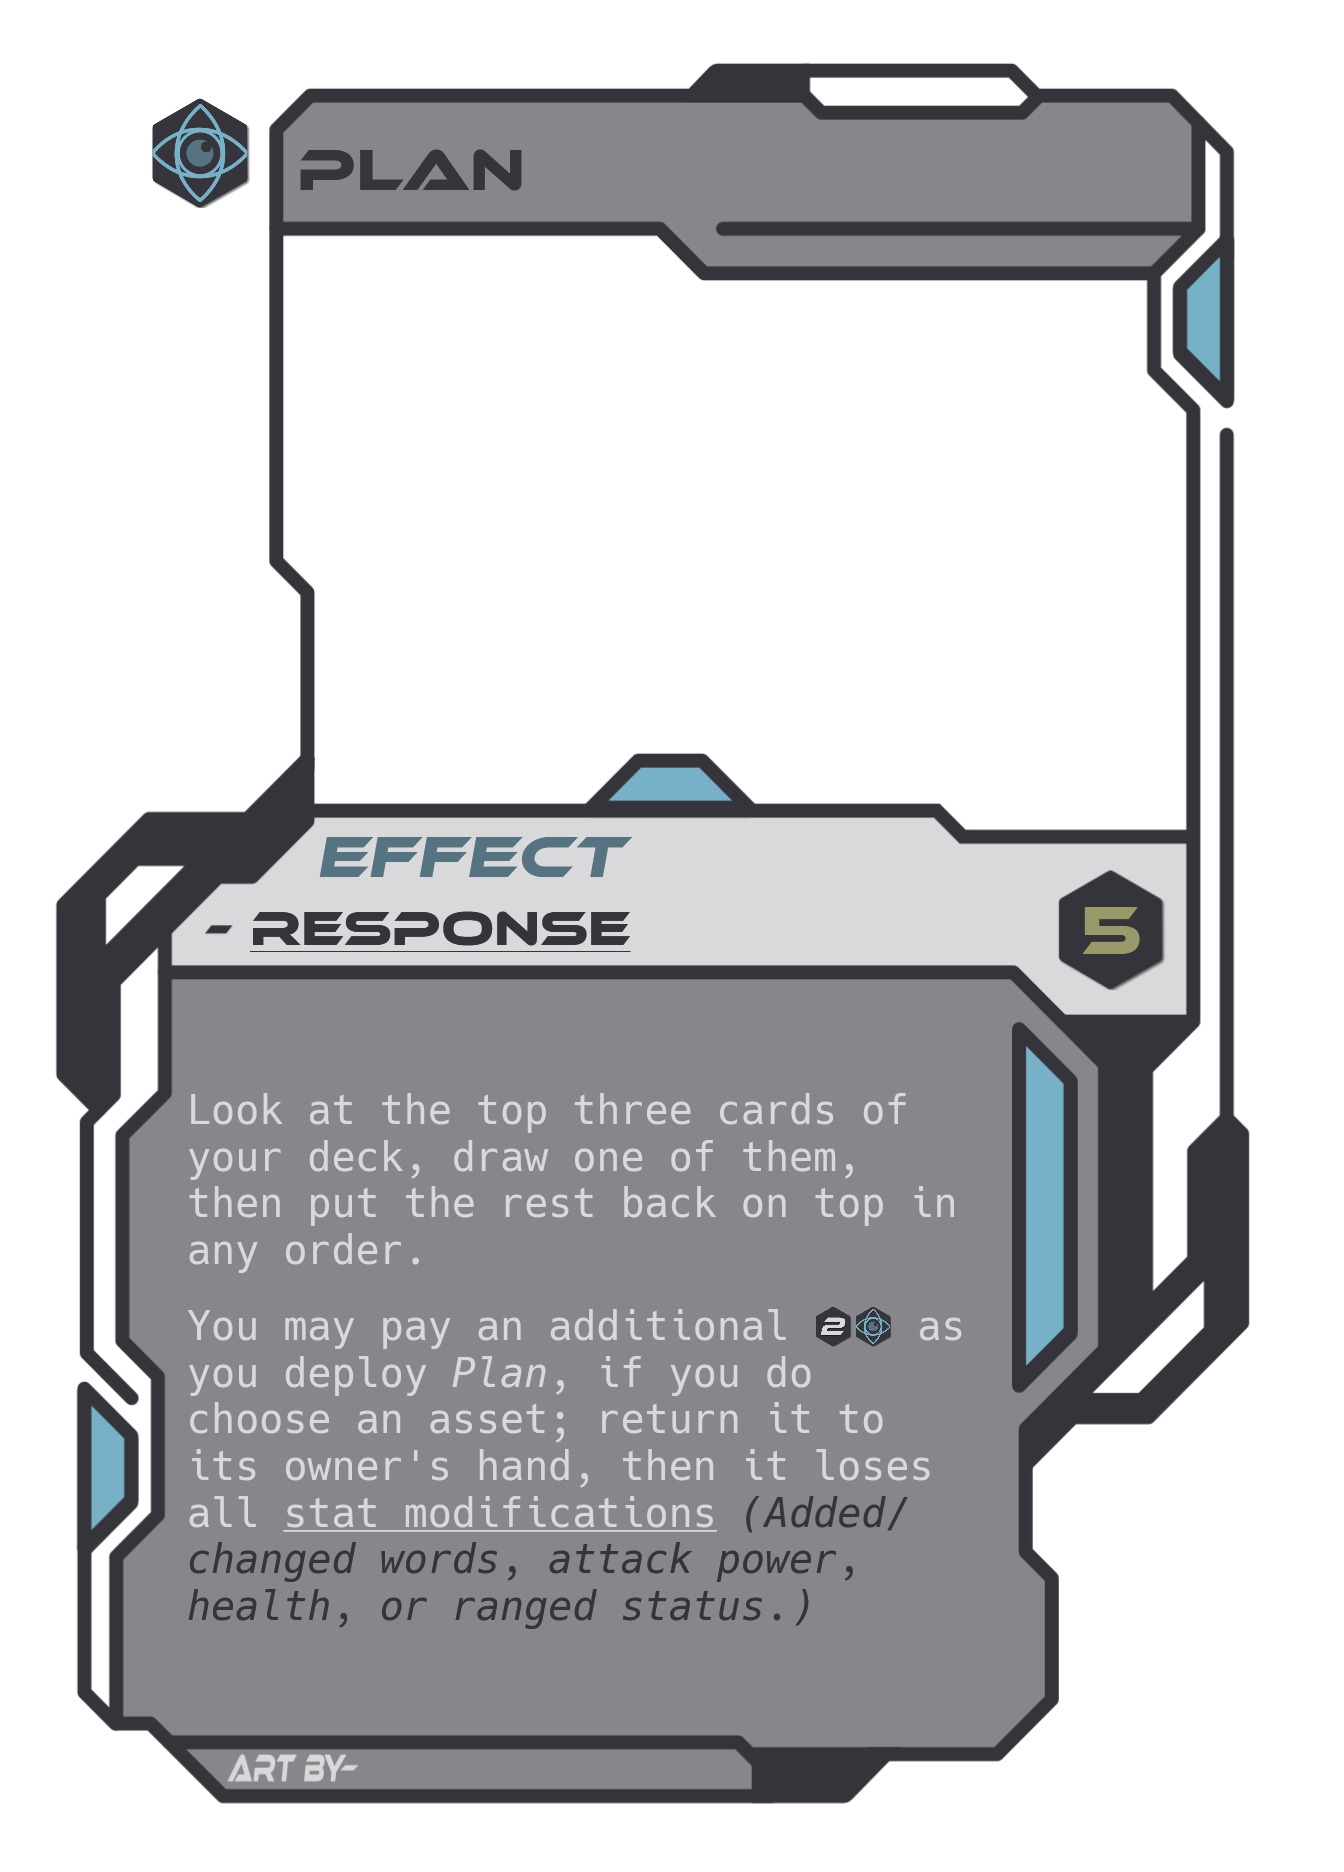 PLAN
EFFECT
- RESPONSE
5
Look at the top three cards of
your deck, draw one of them,
then put the rest back on top in
any order.
You may pay an additional 2 as
you deploy Plan, if you do
choose an asset; return it to
its owner's hand, then it loses
all stat modifications (Added/
changed words, attack power,
health, or ranged status.)
ART BY-